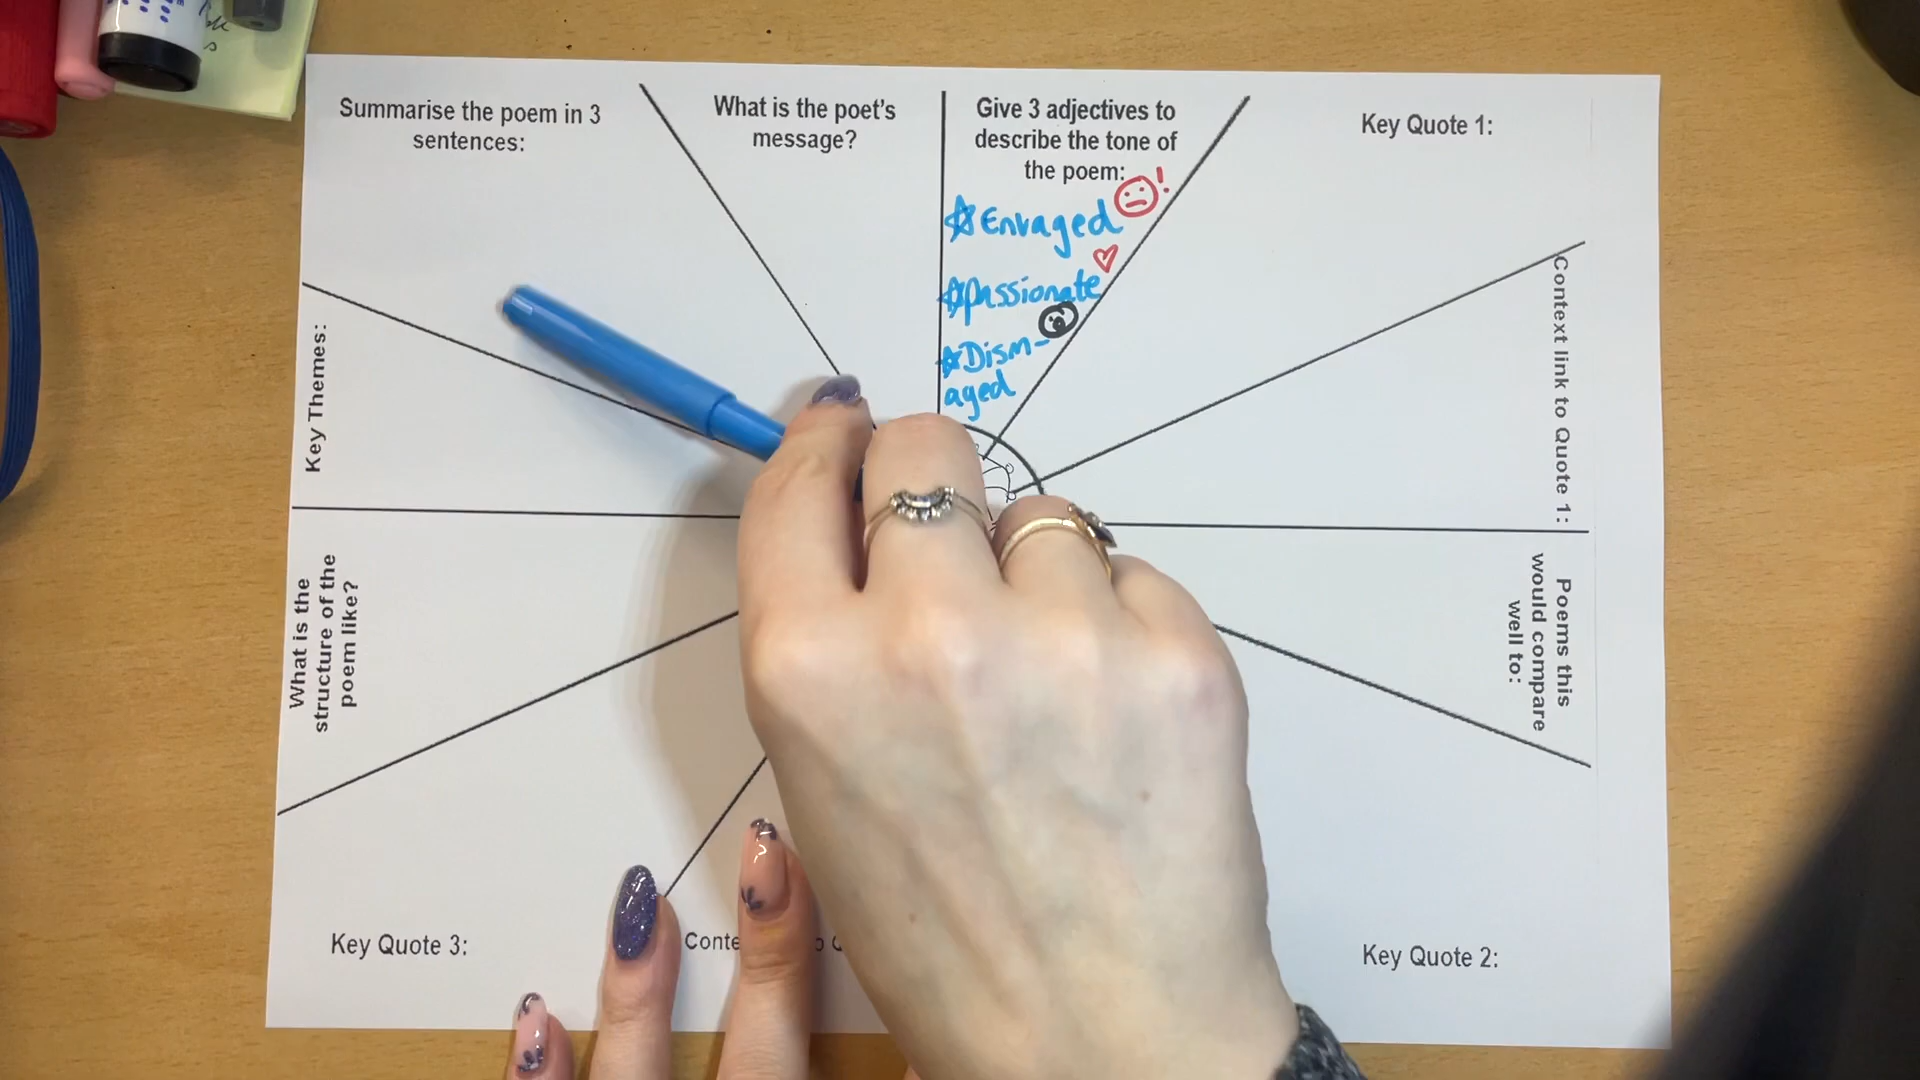 Summarise the poem in 3
sentences:
What is the poet's
message?
Give 3 adjectives to
describe the tone of
the poem:
Enraged
passionate
Dism-
aged
Key Quote 1:
Context link to Quote 1:
Poems this
would compare
well to:
Key Quote 2:
Key Quote 3:
What is the
structure of the
poem like?
Key Themes: